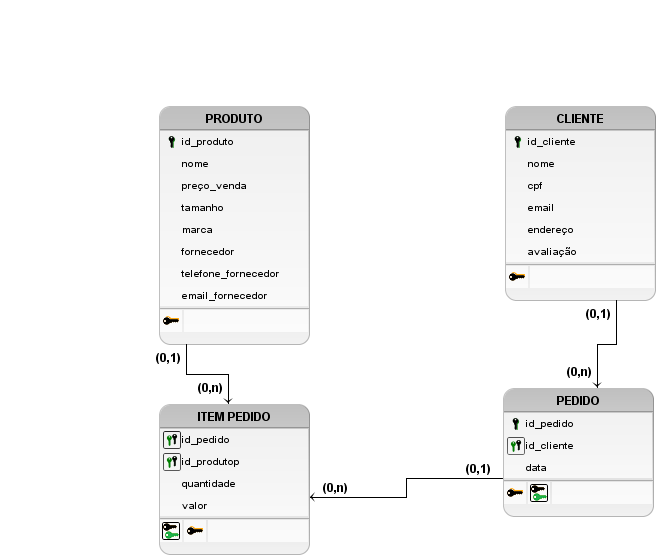 PRODUTO
id_produto
nome
preço_venda
tamanho
marca
fornecedor
telefone_fornecedor
email_fornecedor
CLIENTE
id_cliente
nome
cpf
email
endereço
avaliação
(0,1)
(0,n)
(0,1)
(0,n)
ITEM PEDIDO
id_pedido
id_produtop
quantidade
valor
(0,n)
(0,1)
PEDIDO
id_pedido
id_cliente
data